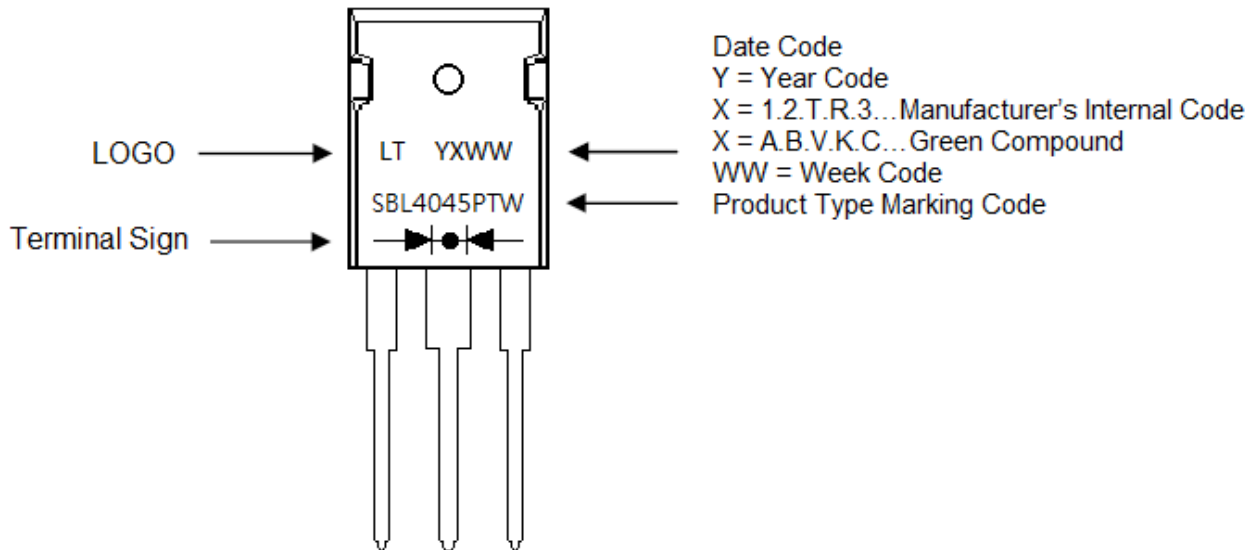 Date Code
Y = Year Code
X = 1.2.T.R.3...Manufacturer's Internal Code
LOGO
LT YXWW
X = A.B.V.K.C...Green Compound
WW = Week Code
SBL4045PTW
Product Type Marking Code
Terminal Sign